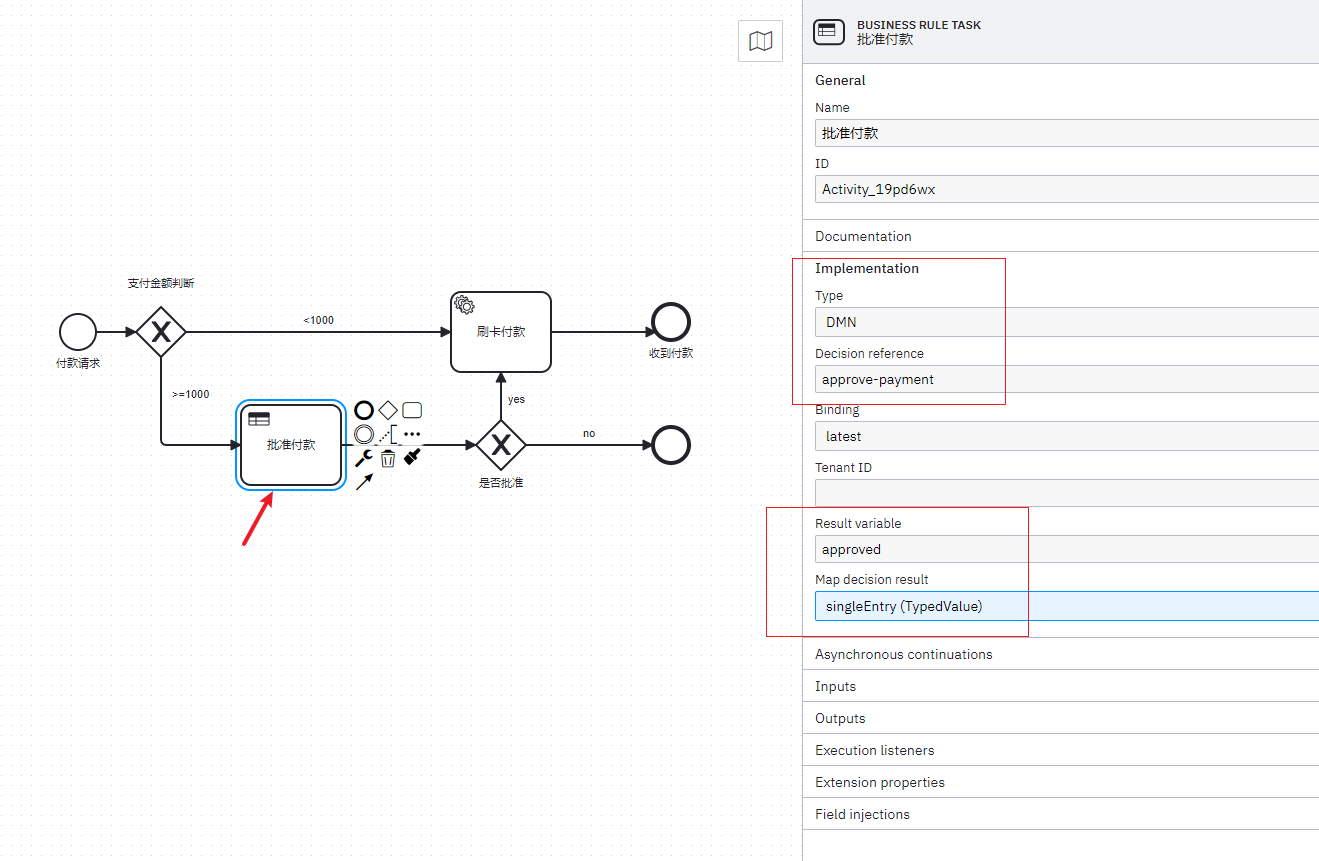 支付金额判断
付款请求
<1000
>=1000
刷卡付款
收到付款
批准付款
yes
no
是否批准
BUSINESS RULE TASK
批准付款
General
Name
批准付款
ID
Activity_19pd6wx
Documentation
Implementation
Type
DMN
Decision reference
approve-payment
Binding
latest
Tenant ID
Result variable
approved
Map decision result
singleEntry (TypedValue)
Asynchronous continuations
Inputs
Outputs
Execution listeners
Extension properties
Field injections